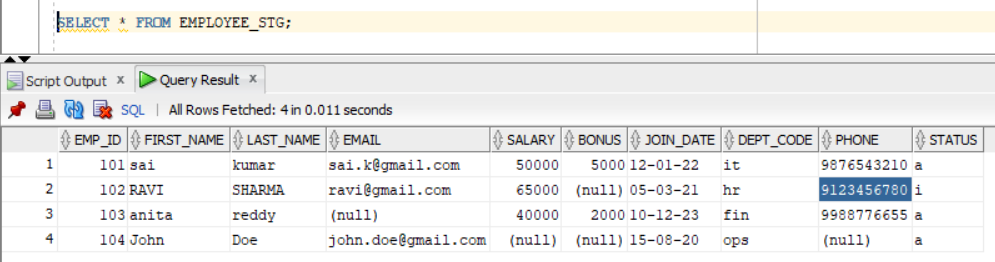 SELECT * FROM EMPLOYEE_STG;
Script Output x Query Result x
SQL | All Rows Fetched: 4 in 0.011 seconds
EMP_ID FIRST_NAME LAST_NAME EMAIL SALARY BONUS JOIN_DATE DEPT_CODE PHONE STATUS
1 101 sai kumar sai.k@gmail.com 50000 5000 12-01-22 it 9876543210 a
2 102 RAVI SHARMA ravi@gmail.com 65000 (null) 05-03-21 hr 9123456780 i
3 103 anita reddy (null) 40000 2000 10-12-23 fin 9988776655 a
4 104 John Doe john.doe@gmail.com (null) (null) 15-08-20 ops (null) a